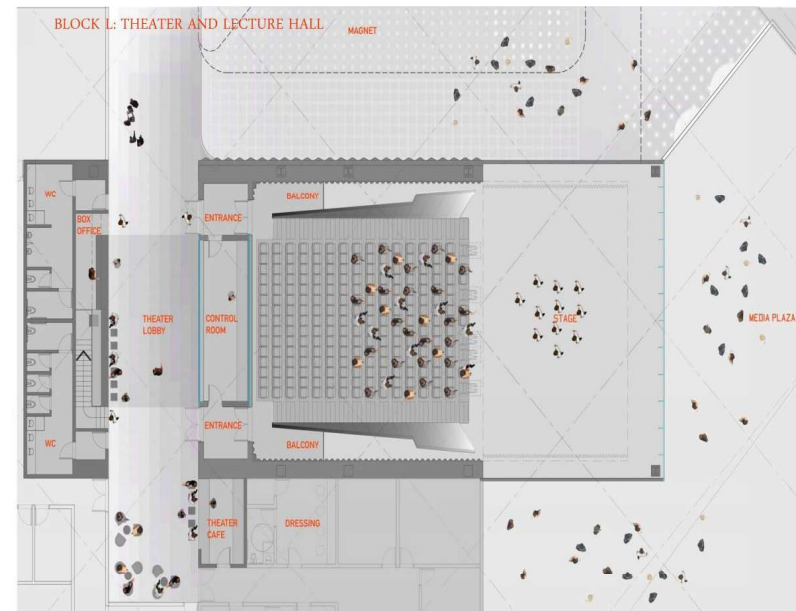 BLOCK L: THEATER AND LECTURE HALL
MAGNET
WC
BOX
OFFICE
ENTRANCE
BALCONY
THEATER
LOBBY
CONTROL
ROOM
STAGE
MEDIA PLAZA
ENTRANCE
BALCONY
WC
THEATER
CAFE
DRESSING